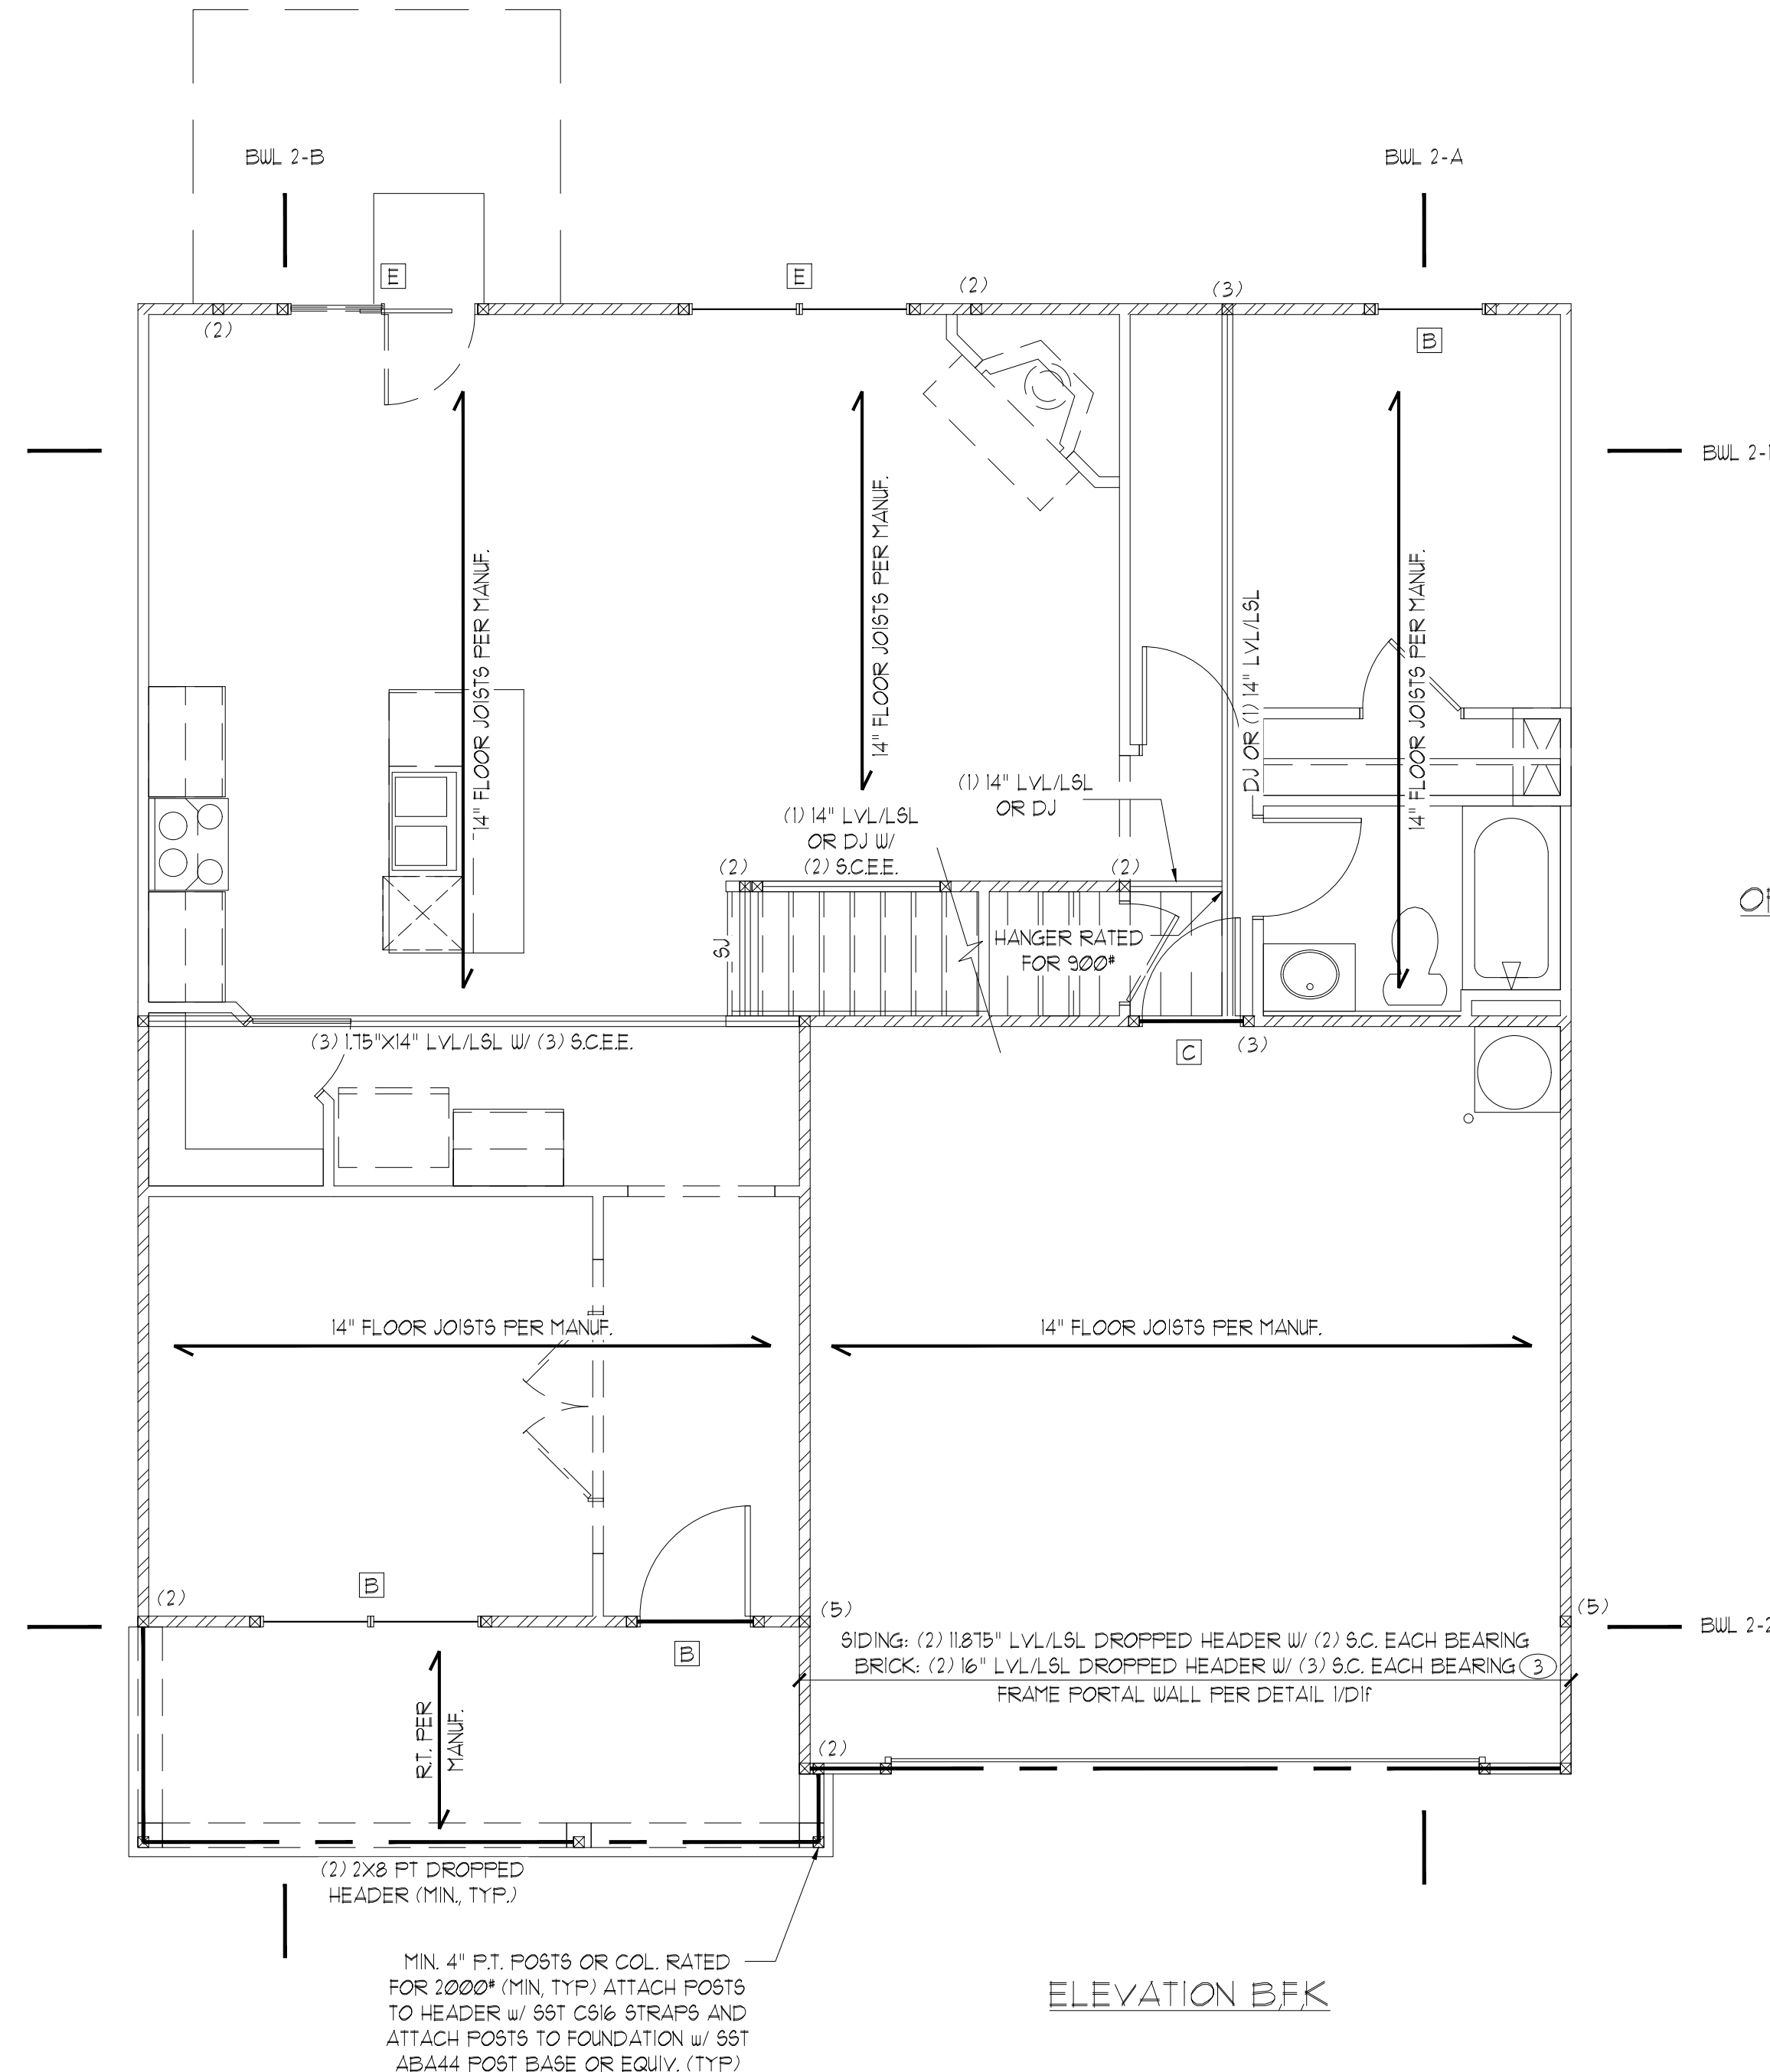 BWL 2-B
BWL 2-A
E
E
(2)
(3)
(2)
B
BWL 2-1
14" FLOOR JOISTS PER MANUF.
14" FLOOR JOISTS PER MANUF.
14" FLOOR JOISTS PER MANUF.
DJ OR (1) 14" LVL/LSL
(1) 14" LVL/LSL
OR DJ
(1) 14" LVL/LSL
OR DJ W/
(2) S.C.E.E.
(2)
(2)
SJ
HANGER RATED
FOR 900#
(3) 1.75"X14" LVL/LSL W/ (3) S.C.E.E.
C
(3)
14" FLOOR JOISTS PER MANUF.
14" FLOOR JOISTS PER MANUF.
(2)
B
B
(5)
(5)
BWL 2-2
SIDING: (2) 11.875" LVL/LSL DROPPED HEADER W/ (2) S.C. EACH BEARING
BRICK: (2) 16" LVL/LSL DROPPED HEADER W/ (3) S.C. EACH BEARING 3
FRAME PORTAL WALL PER DETAIL 1/D1f
R.T. PER
MANUF.
(2)
(2) 2X8 PT DROPPED
HEADER (MIN., TYP.)
MIN. 4" P.T. POSTS OR COL. RATED
FOR 2000# (MIN, TYP) ATTACH POSTS
TO HEADER w/ SST CS16 STRAPS AND
ATTACH POSTS TO FOUNDATION w/ SST
ABA44 POST BASE OR EQUIV. (TYP)
ELEVATION B,F,K